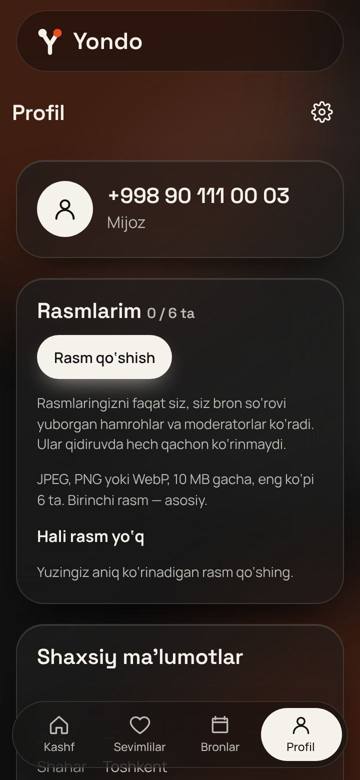 Yondo
Profil
+998 90 111 00 03
Mijoz
Rasmlarim 0 / 6 ta
Rasm qo‘shish
Rasmlaringizni faqat siz, siz bron so‘rovi
yuborgan hamrohlar va moderatorlar ko‘radi.
Ular qidiruvda hech qachon ko‘rinmaydi.
JPEG, PNG yoki WebP, 10 MB gacha, eng ko‘pi
6 ta. Birinchi rasm — asosiy.
Hali rasm yo‘q
Yuzingiz aniq ko‘rinadigan rasm qo‘shing.
Shaxsiy ma’lumotlar
Kashf Sevimlilar Bronlar Profil
Shahar Toshkent